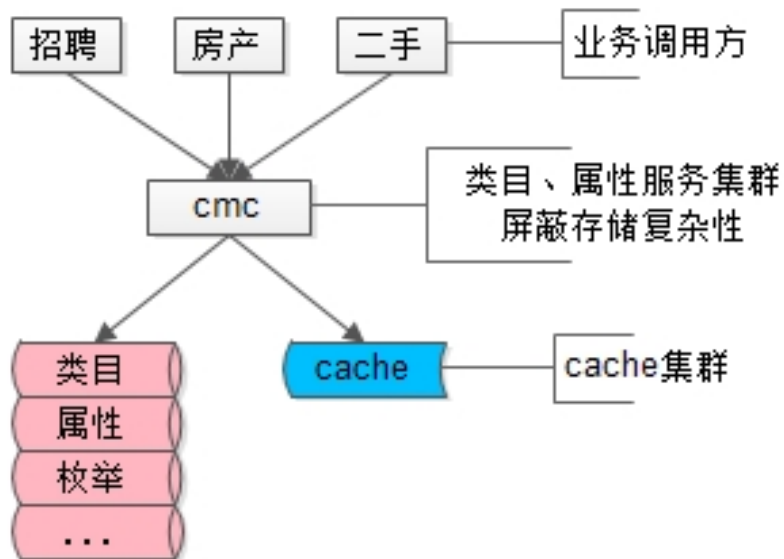 招聘
房产
二手
业务调用方
cmc
类目、属性服务集群
屏蔽存储复杂性
类目
属性
枚举
...
cache
cache集群